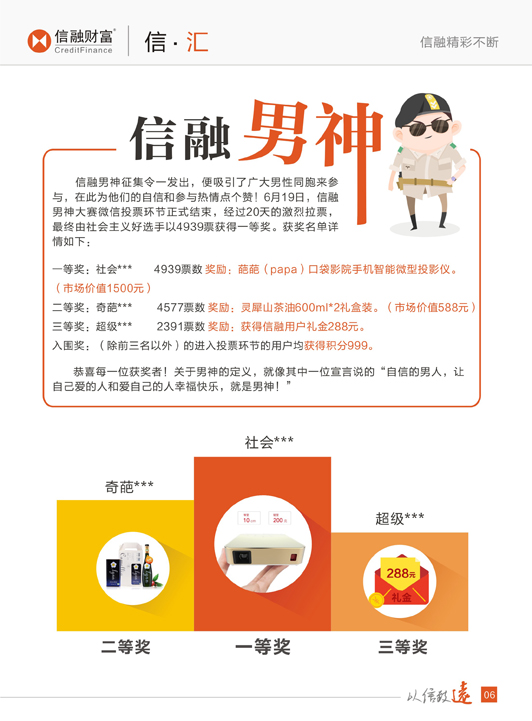 信融财富®
CreditFinance
信·汇
信融精彩不断
信融男神
信融男神征集令一发出，便吸引了广大男性同胞来参
与，在此为他们的自信和参与热情点个赞！6月19日，信融
男神大赛微信投票环节正式结束，经过20天的激烈拉票，
最终由社会主义好选手以4939票获得一等奖。获奖名单详
情如下：
一等奖：社会*** 4939票数 奖励：葩葩（papa）口袋影院手机智能微型投影仪。
（市场价值1500元）
二等奖：奇葩*** 4577票数 奖励：灵犀山茶油600ml*2礼盒装。（市场价值588元）
三等奖：超级*** 2391票数 奖励：获得信融用户礼金288元。
入围奖：（除前三名以外）的进入投票环节的用户均获得积分999。
恭喜每一位获奖者！关于男神的定义，就像其中一位宣言说的“自信的男人，让
自己爱的人和爱自己的人幸福快乐，就是男神！”
社会***
奇葩***
超级***
200元
288元
礼金
二等奖
一等奖
三等奖
以信致远
06